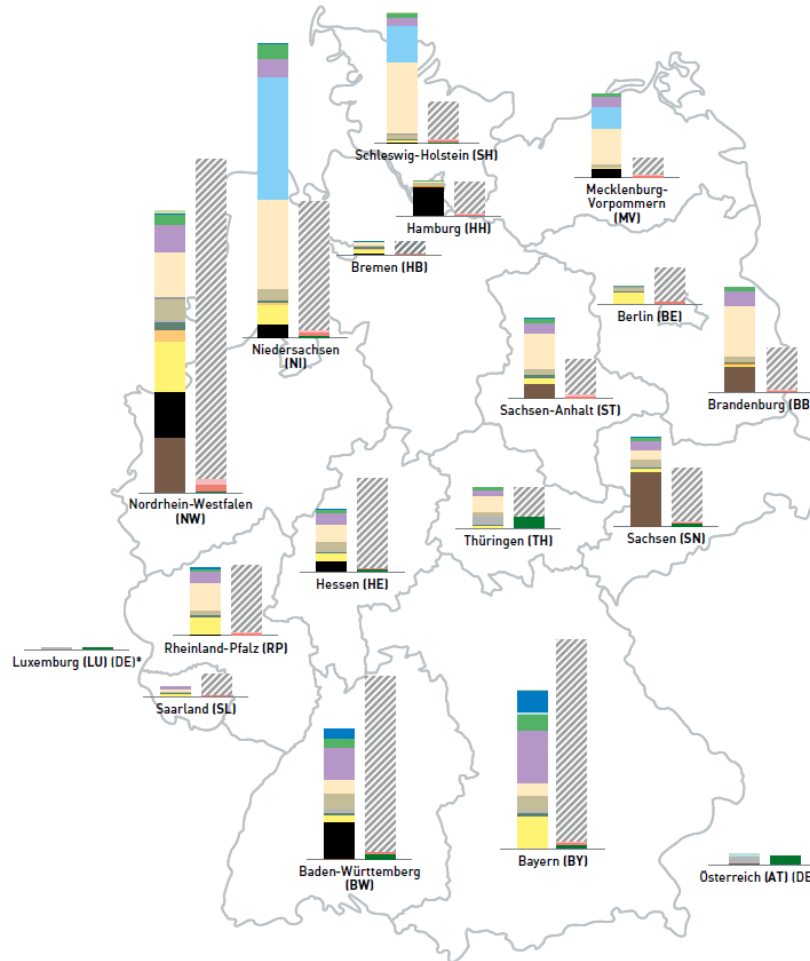 Schleswig-Holstein (SH)
Mecklenburg-
Vorpommern
(MV)
Hamburg (HH)
Bremen (HB)
Berlin (BE)
Niedersachsen
(NI)
Sachsen-Anhalt (ST)
Brandenburg (BB
Nordrhein-Westfalen
(NW)
Thüringen (TH)
Sachsen (SN)
Hessen (HE)
Rheinland-Pfalz (RP)
Luxemburg (LU) (DE)*
Saarland (SL)
Baden-Württemberg
(BW)
Bayern (BY)
Österreich (AT) (DE